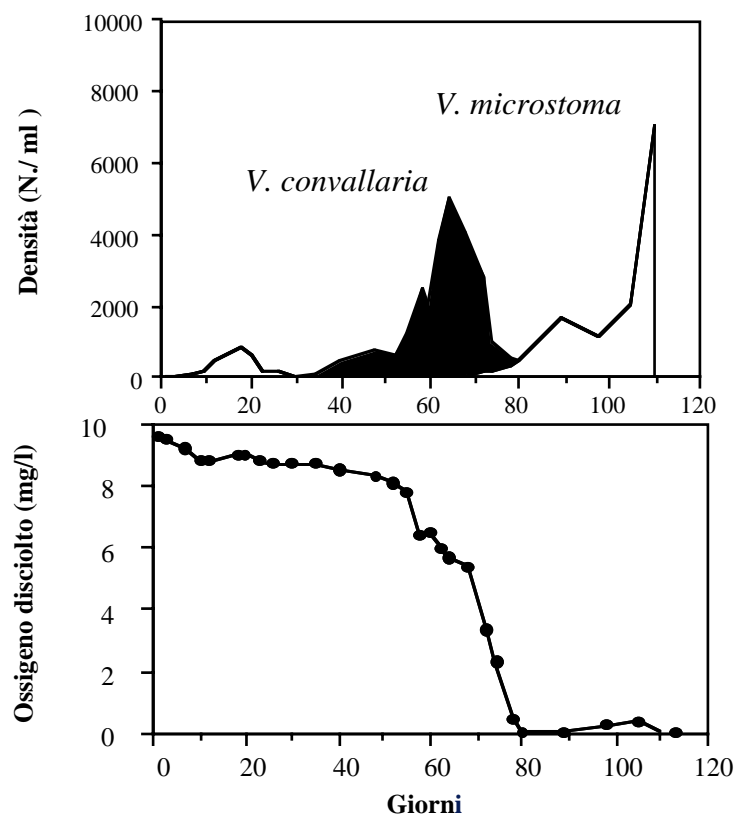 10000
8000
6000
4000
2000
0
Densità (N./ ml )
V. microstoma
V. convallaria
0 20 40 60 80 100 120
10
8
6
4
2
0
Ossigeno disciolto (mg/l)
0 20 40 60 80 100 120
Giorni